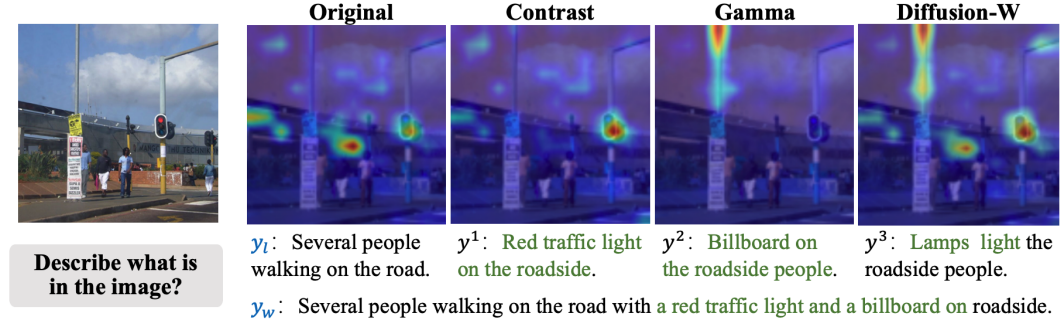 Original Contrast Gamma Diffusion-W
Describe what is
in the image?
y_l: Several people
walking on the road.
y^1: Red traffic light
on the roadside.
y^2: Billboard on
the roadside people.
y^3: Lamps light the
roadside people.
y_w: Several people walking on the road with a red traffic light and a billboard on roadside.